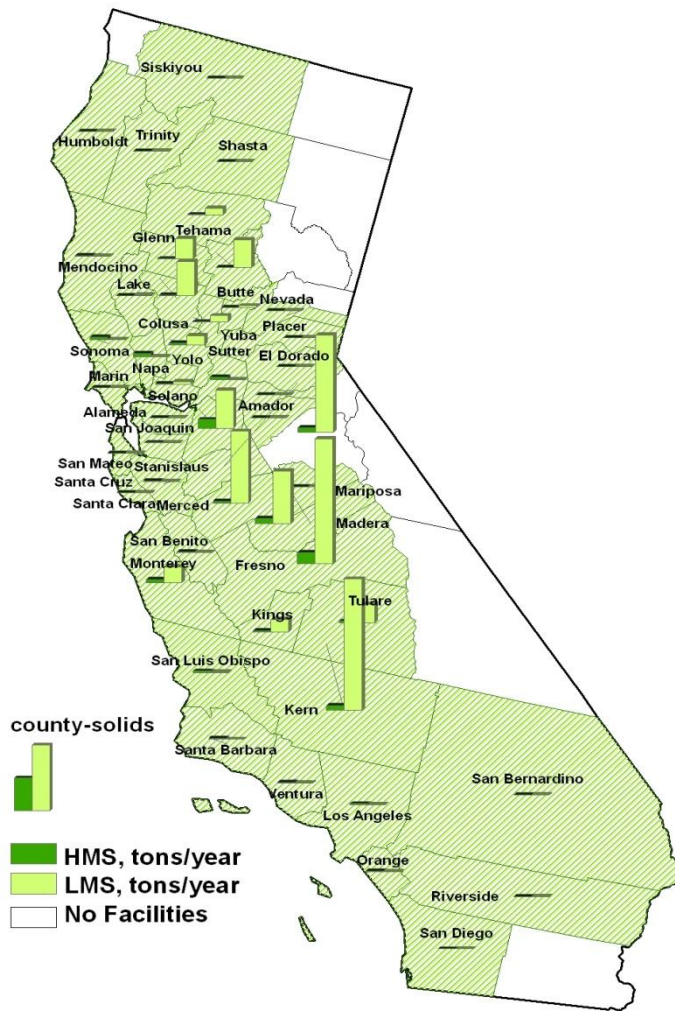 Siskiyou
Humboldt
Trinity
Shasta
Tehama
Glenn
Mendocino
Lake
Butte
Nevada
Colusa
Yuba
Placer
Sonoma
Napa
Yolo
Sutter
El Dorado
Marin
Solano
Alameda
Amador
San Joaquin
San Mateo
Stanislaus
Santa Cruz
Mariposa
Santa Clara
Merced
Madera
San Benito
Monterey
Fresno
Kings
Tulare
San Luis Obispo
Kern
county-solids
Santa Barbara
San Bernardino
Ventura
Los Angeles
HMS, tons/year
Orange
LMS, tons/year
Riverside
No Facilities
San Diego